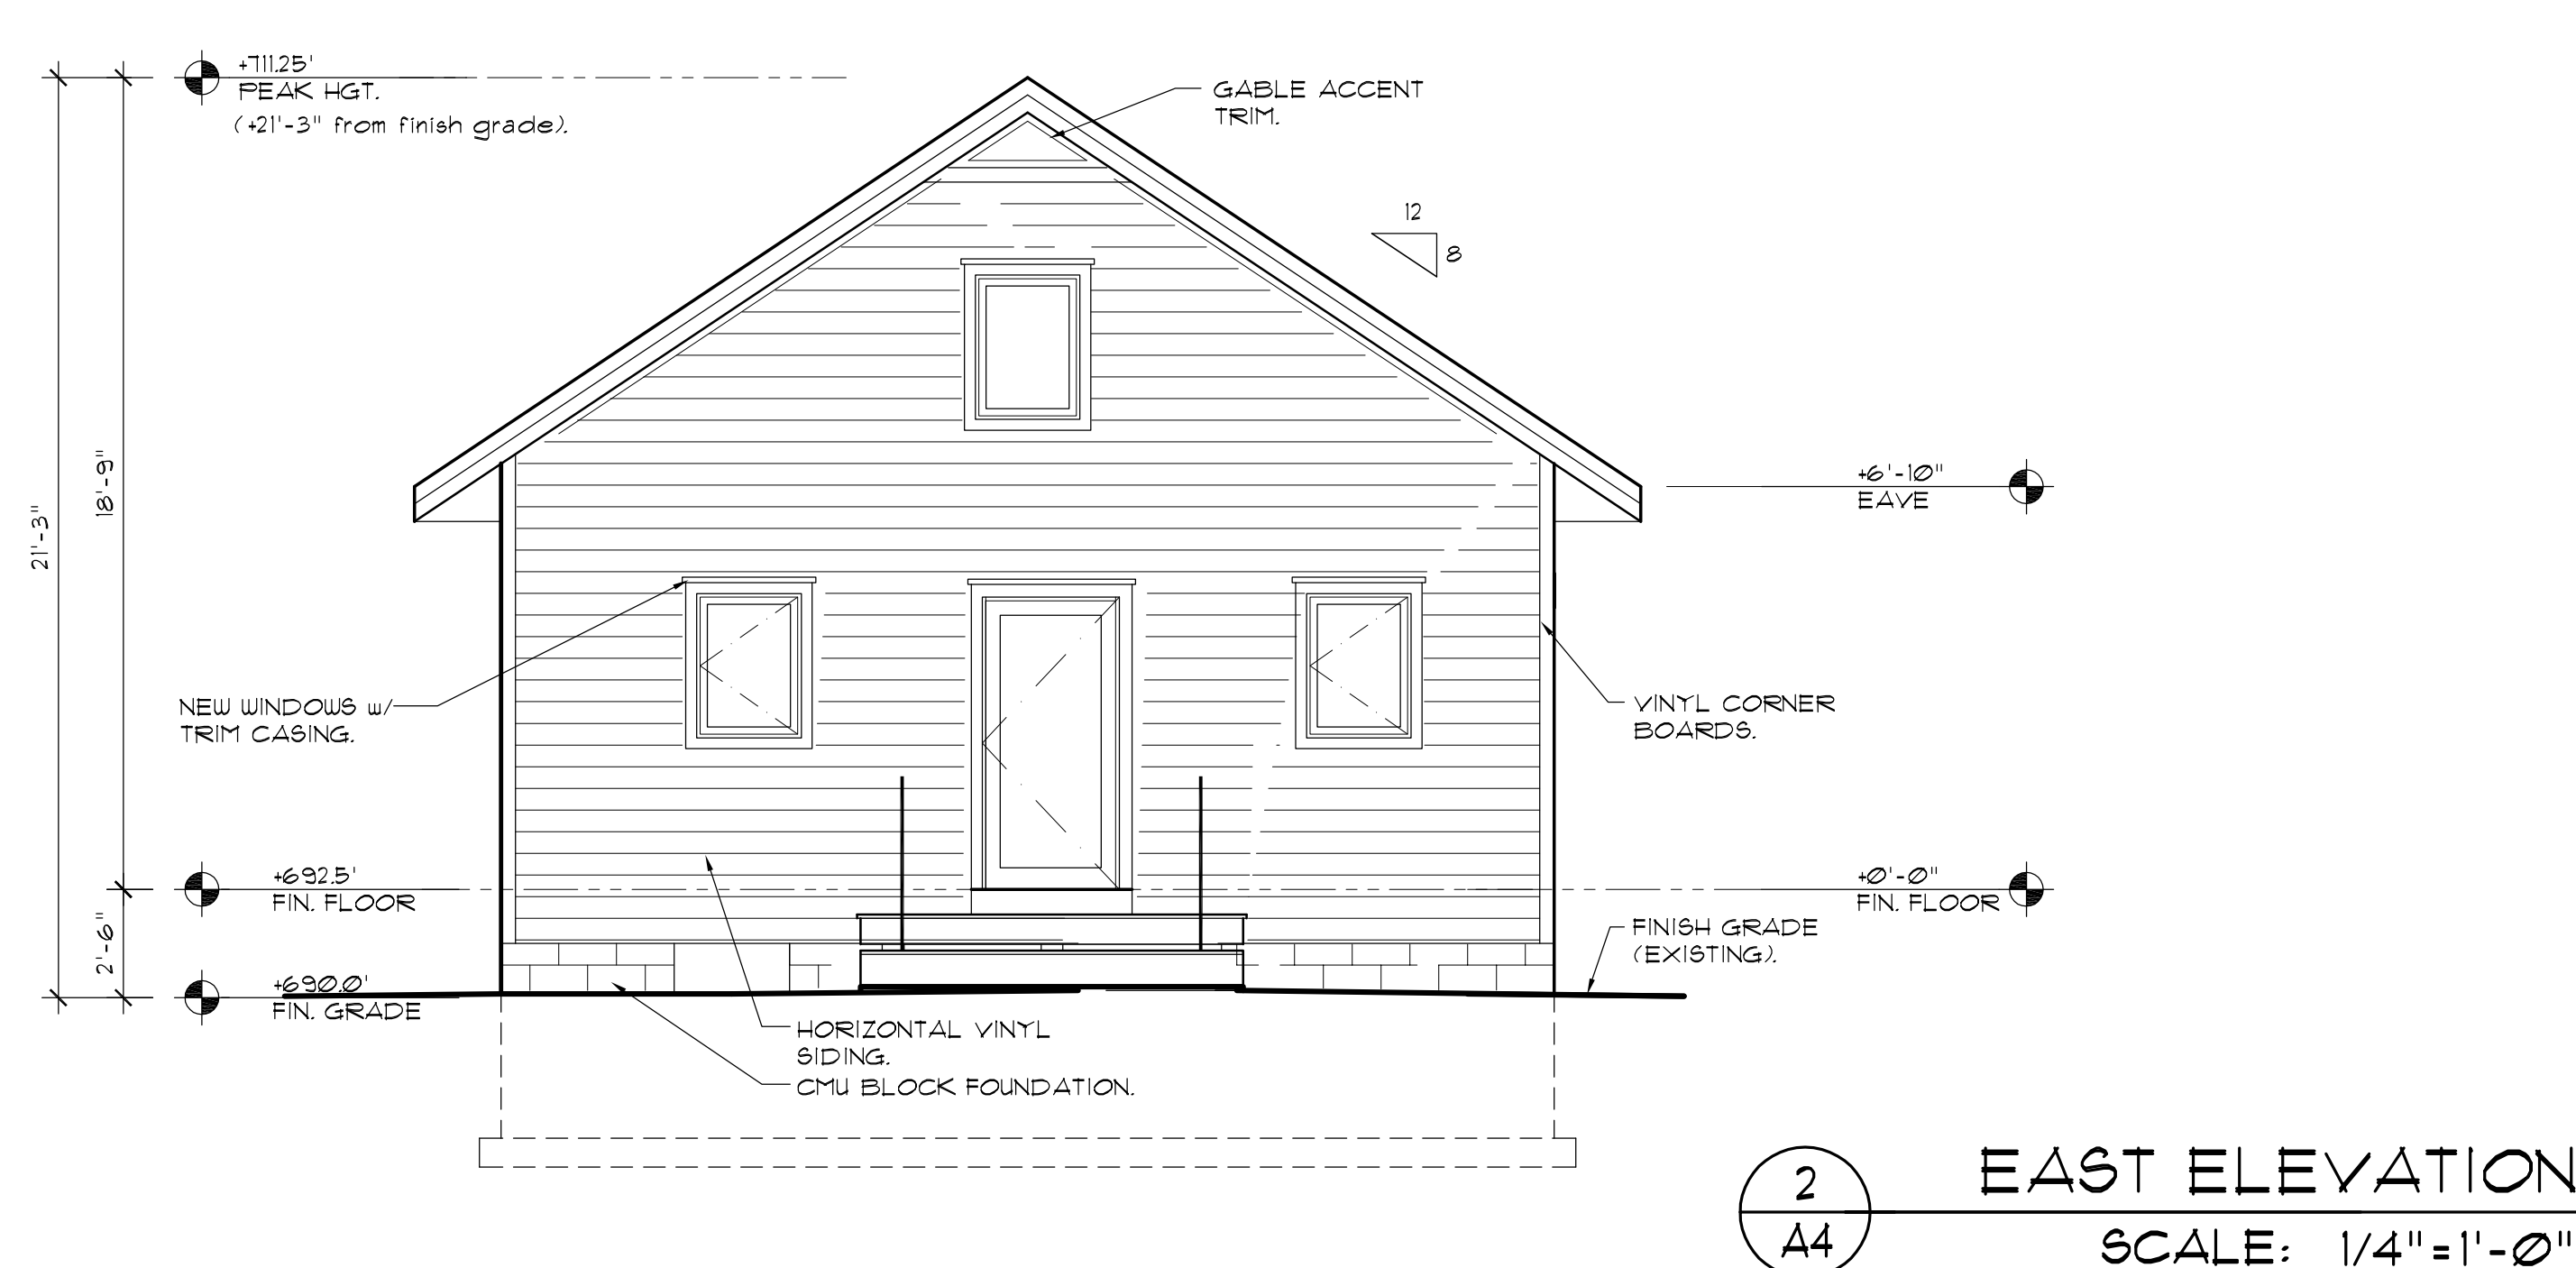 +711.25'
PEAK HGT.
(+21'-3" from finish grade).
GABLE ACCENT
TRIM.
12
8
21'-3"
18'-9"
+6'-10"
EAVE
NEW WINDOWS w/
TRIM CASING.
VINYL CORNER
BOARDS.
+692.5'
FIN. FLOOR
+0'-0"
FIN. FLOOR
2'-6"
FINISH GRADE
(EXISTING).
+690.0'
FIN. GRADE
HORIZONTAL VINYL
SIDING.
CMU BLOCK FOUNDATION.
2
A4
EAST ELEVATION
SCALE: 1/4"=1'-0"